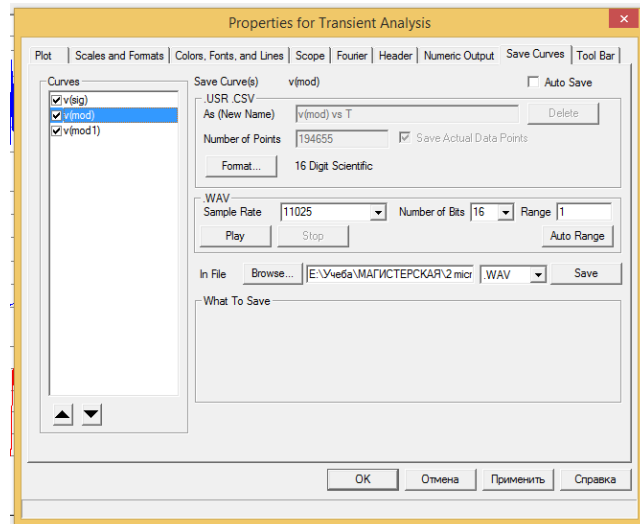 Properties for Transient Analysis
Plot Scales and Formats Colors, Fonts, and Lines Scope Fourier Header Numeric Output Save Curves Tool Bar
Curves
v(sig)
v(mod)
v(mod1)
Save Curve(s) v(mod) Auto Save
.USR .CSV
As (New Name) v(mod) vs T Delete
Number of Points 194655 Save Actual Data Points
Format... 16 Digit Scientific
.WAV
Sample Rate 11025 Number of Bits 16 Range 1
Play Stop Auto Range
In File Browse... E:\Учеба\МАГИСТЕРСКАЯ\2 micr .WAV Save
What To Save
OK Отмена Применить Справка